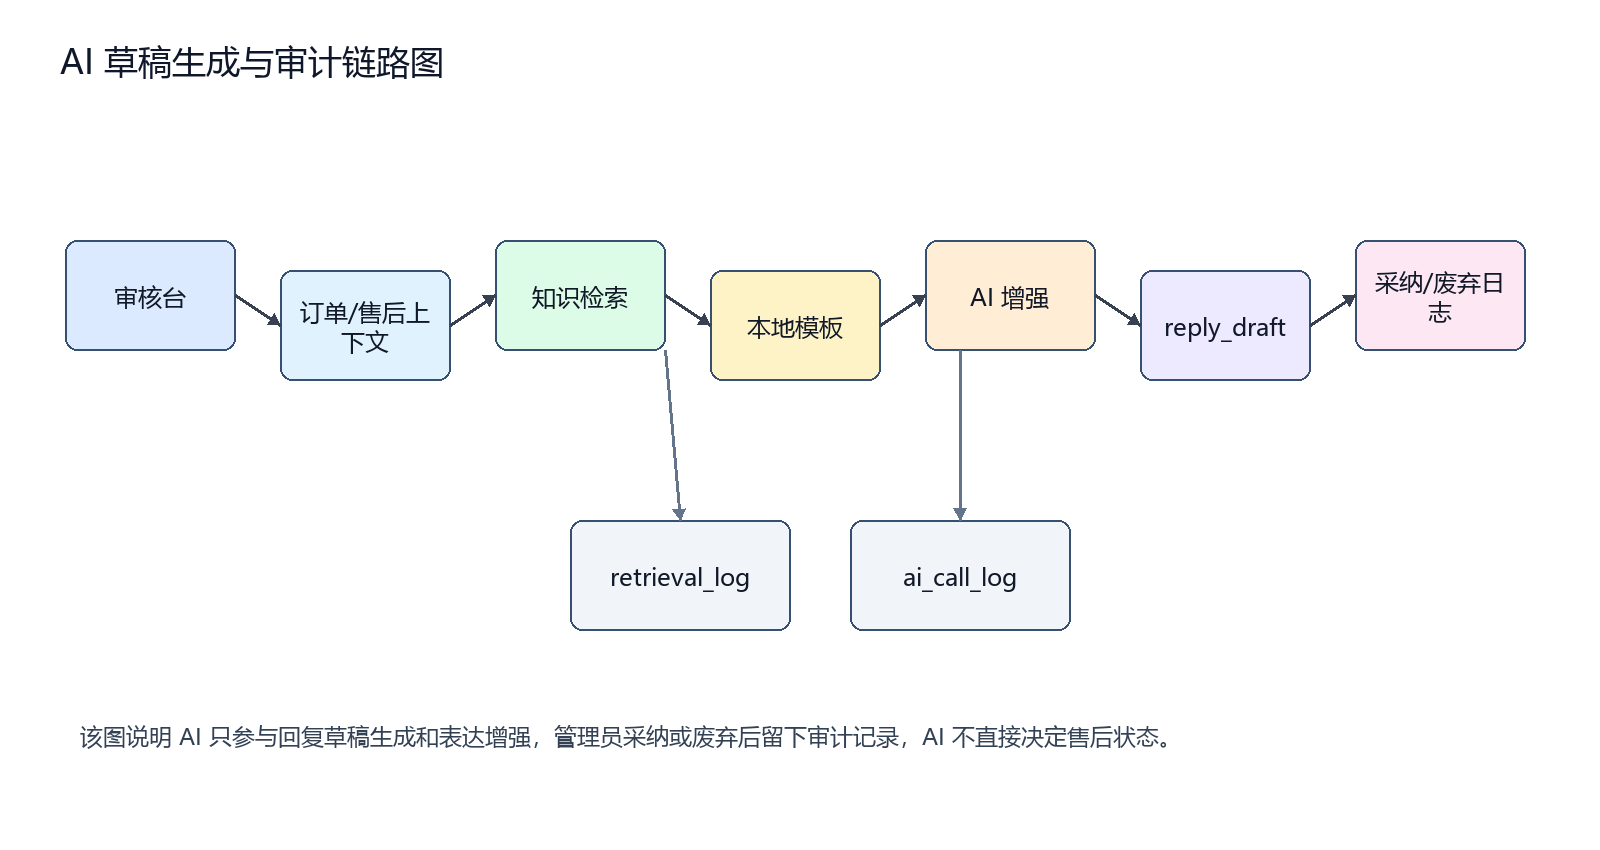 AI 草稿生成与审计链路图
审核台
订单/售后上
下文
知识检索
本地模板
AI 增强
reply_draft
采纳/废弃日
志
retrieval_log
ai_call_log
该图说明 AI 只参与回复草稿生成和表达增强，管理员采纳或废弃后留下审计记录，AI 不直接决定售后状态。